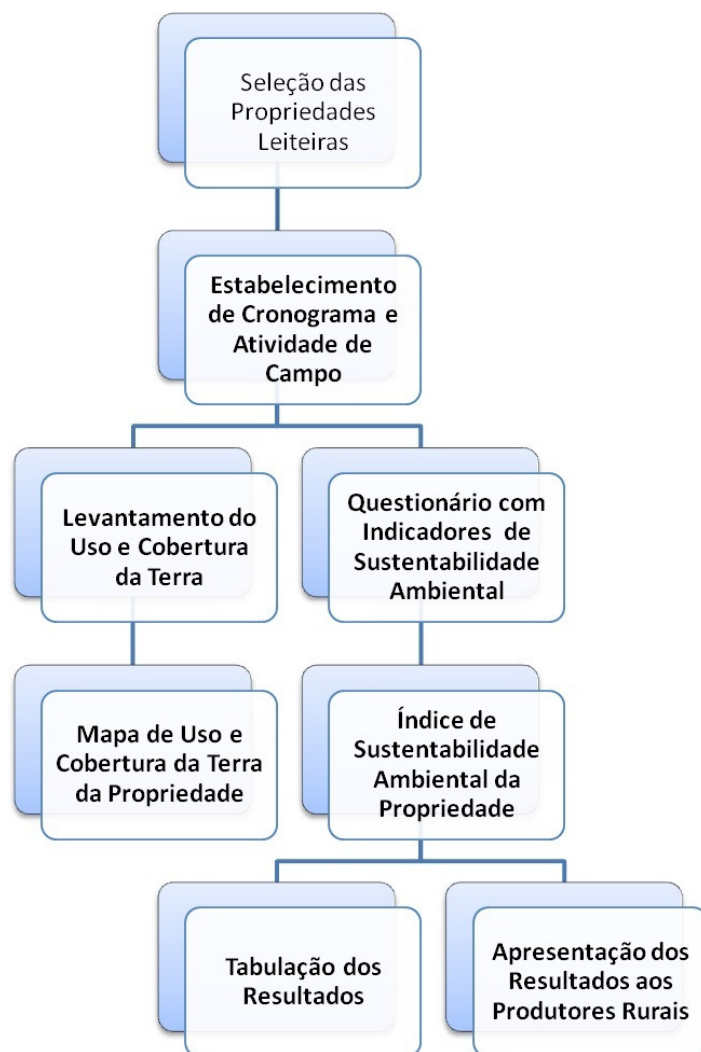 Seleção das
Propriedades
Leiteiras
Estabelecimento
de Cronograma e
Atividade de
Campo
Levantamento do
Uso e Cobertura
da Terra
Questionário com
Indicadores de
Sustentabilidade
Ambiental
Mapa de Uso e
Cobertura da Terra
da Propriedade
Índice de
Sustentabilidade
Ambiental da
Propriedade
Tabulação dos
Resultados
Apresentação dos
Resultados aos
Produtores Rurais